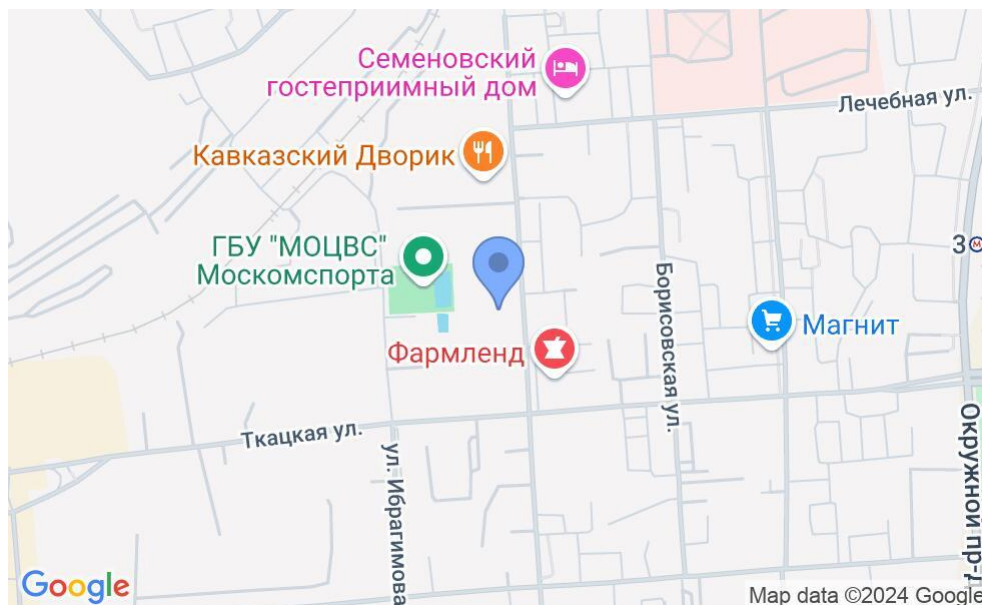 Семеновский
гостеприимный дом
Лечебная ул.
Кавказский Дворик
ГБУ "МОЦВС"
Москомспорта
З
М
Борисовская ул.
Магнит
Фармленд
Ткацкая ул.
ул. Ибрагимова
Окружной пр-д
Google
Map data ©2024 Google